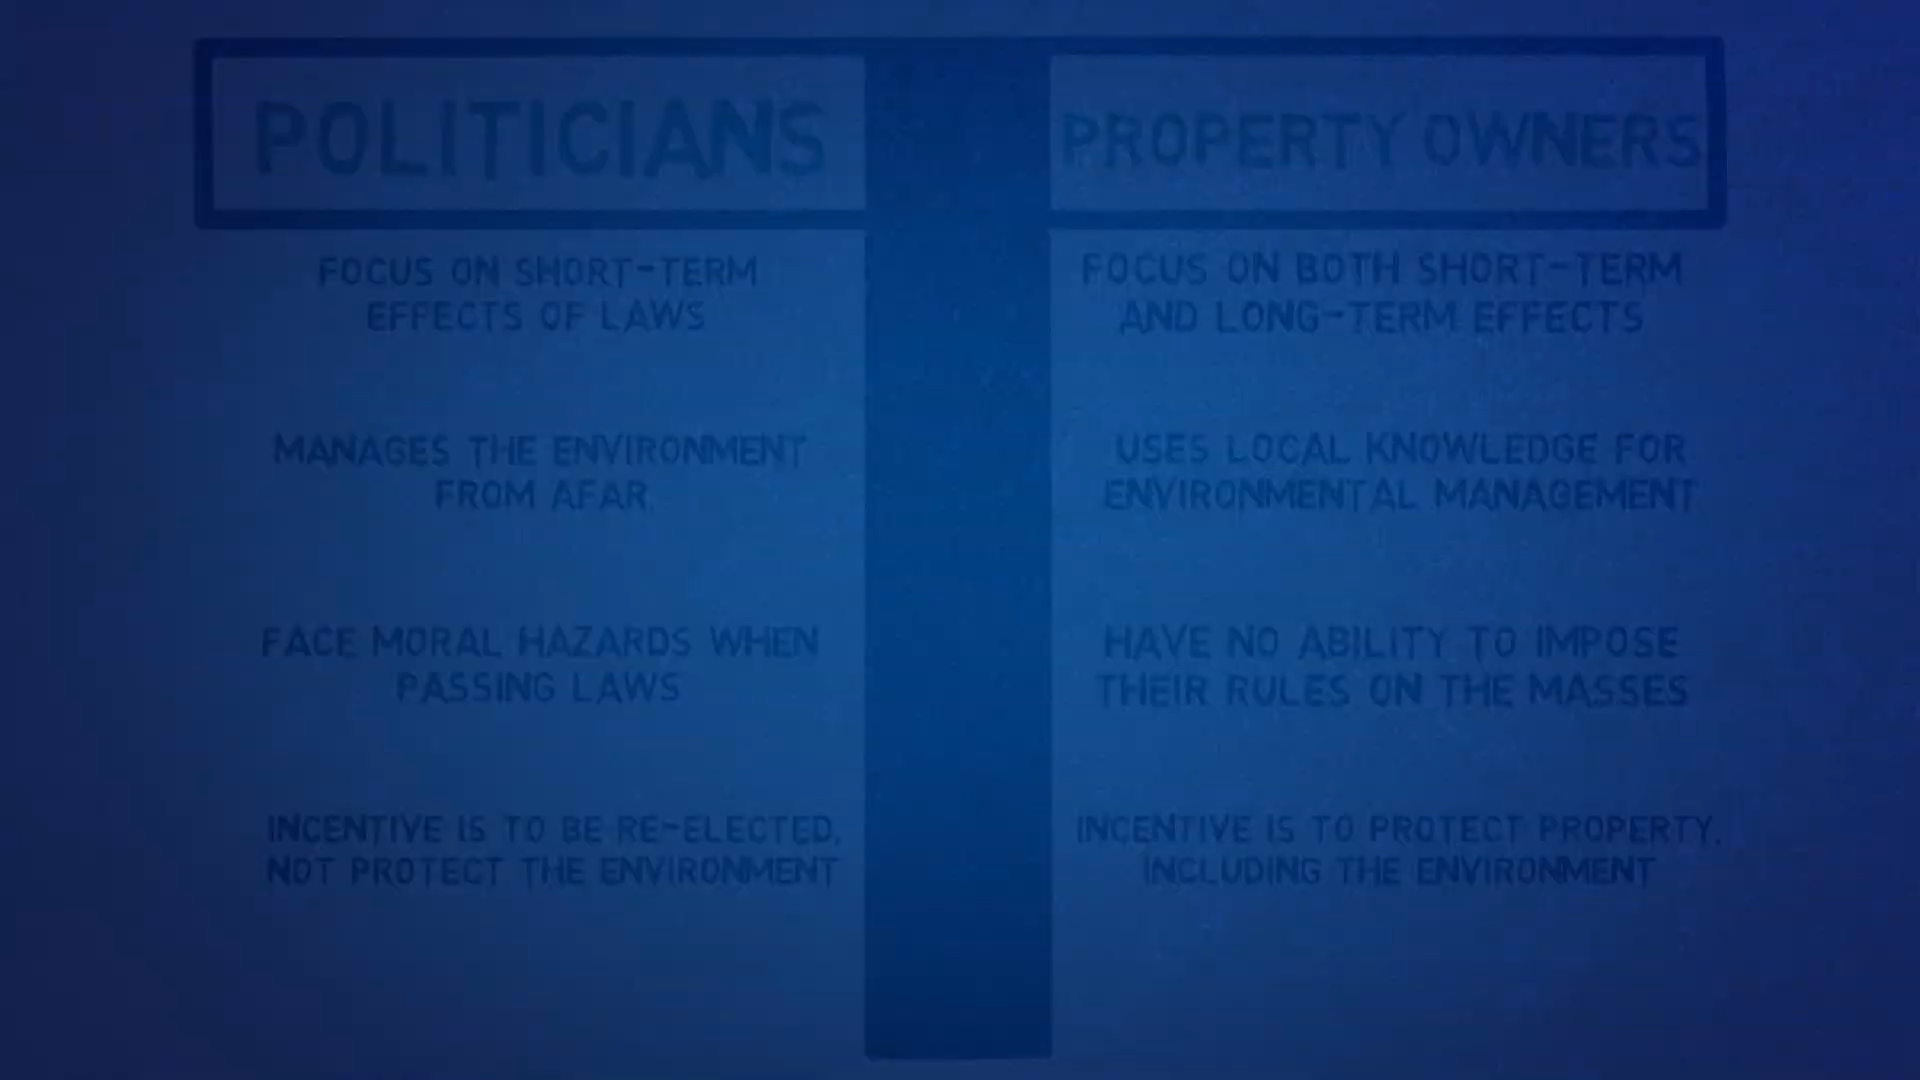 POLITICIANS
FOCUS ON SHORT-TERM
EFFECTS OF LAWS
MANAGES THE ENVIRONMENT
FROM AFAR
FACE MORAL HAZARDS WHEN
PASSING LAWS
INCENTIVE IS TO BE RE-ELECTED,
NOT PROTECT THE ENVIRONMENT
PROPERTY OWNERS
FOCUS ON BOTH SHORT-TERM
AND LONG-TERM EFFECTS
USES LOCAL KNOWLEDGE FOR
ENVIRONMENTAL MANAGEMENT
HAVE NO ABILITY TO IMPOSE
THEIR RULES ON THE MASSES
INCENTIVE IS TO PROTECT PROPERTY,
INCLUDING THE ENVIRONMENT